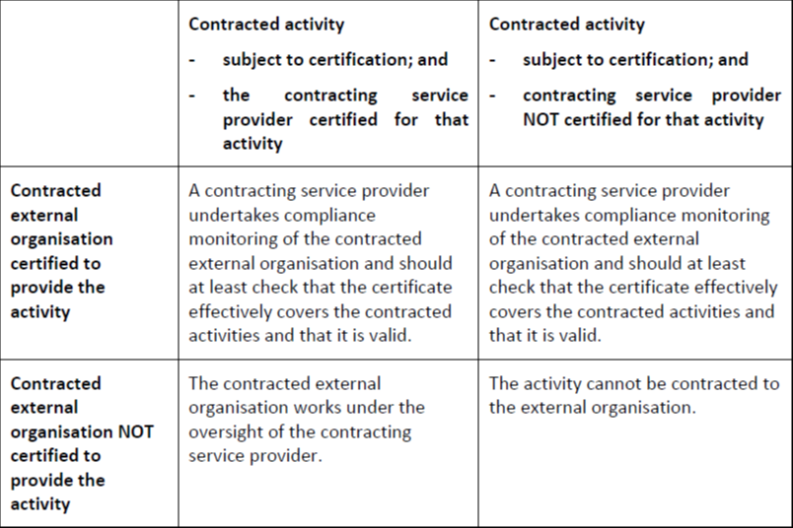 Contracted activity
- subject to certification; and
- the contracting service
provider certified for that
activity
Contracted activity
- subject to certification; and
- contracting service provider
NOT certified for that activity
Contracted
external
organisation
certified to
provide the
activity
A contracting service provider
undertakes compliance
monitoring of the contracted
external organisation and should
at least check that the certificate
effectively covers the contracted
activities and that it is valid.
A contracting service provider
undertakes compliance monitoring
of the contracted external
organisation and should at least
check that the certificate effectively
covers the contracted activities and
that it is valid.
Contracted
external
organisation NOT
certified to
provide the
activity
The contracted external
organisation works under the
oversight of the contracting
service provider.
The activity cannot be contracted to
the external organisation.